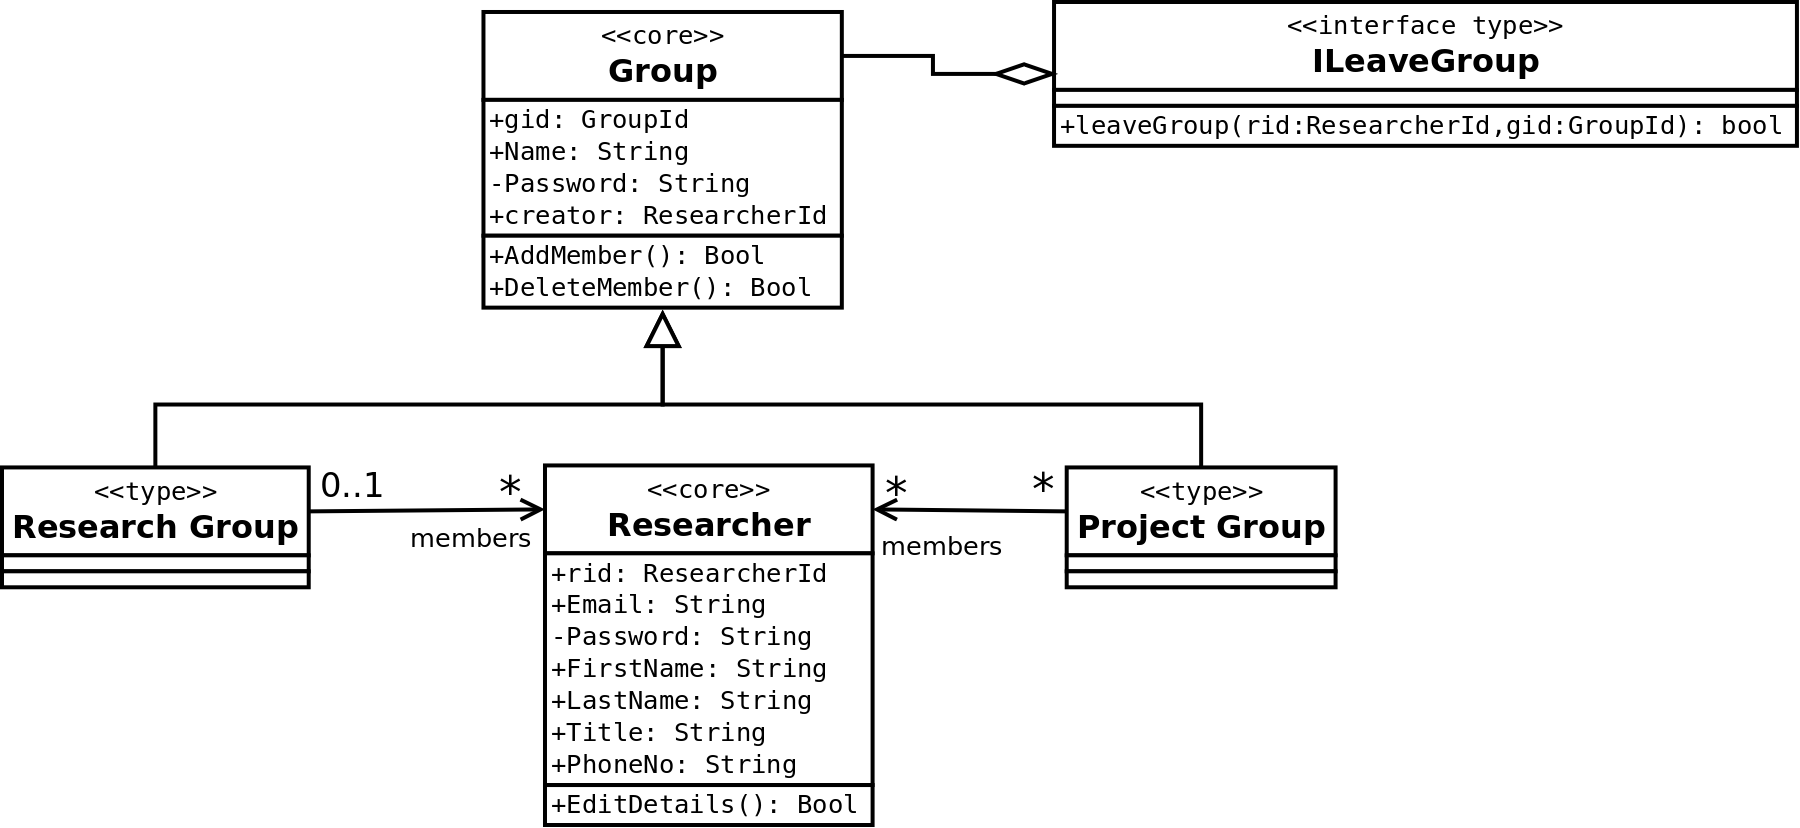 <<core>>
Group
+gid: GroupId
+Name: String
-Password: String
+creator: ResearcherId
+AddMember(): Bool
+DeleteMember(): Bool
<<interface type>>
ILeaveGroup
+leaveGroup(rid:ResearcherId,gid:GroupId): bool
<<type>>
Research Group
0..1
*
members
<<core>>
Researcher
+rid: ResearcherId
+Email: String
-Password: String
+FirstName: String
+LastName: String
+Title: String
+PhoneNo: String
+EditDetails(): Bool
*
*
members
<<type>>
Project Group